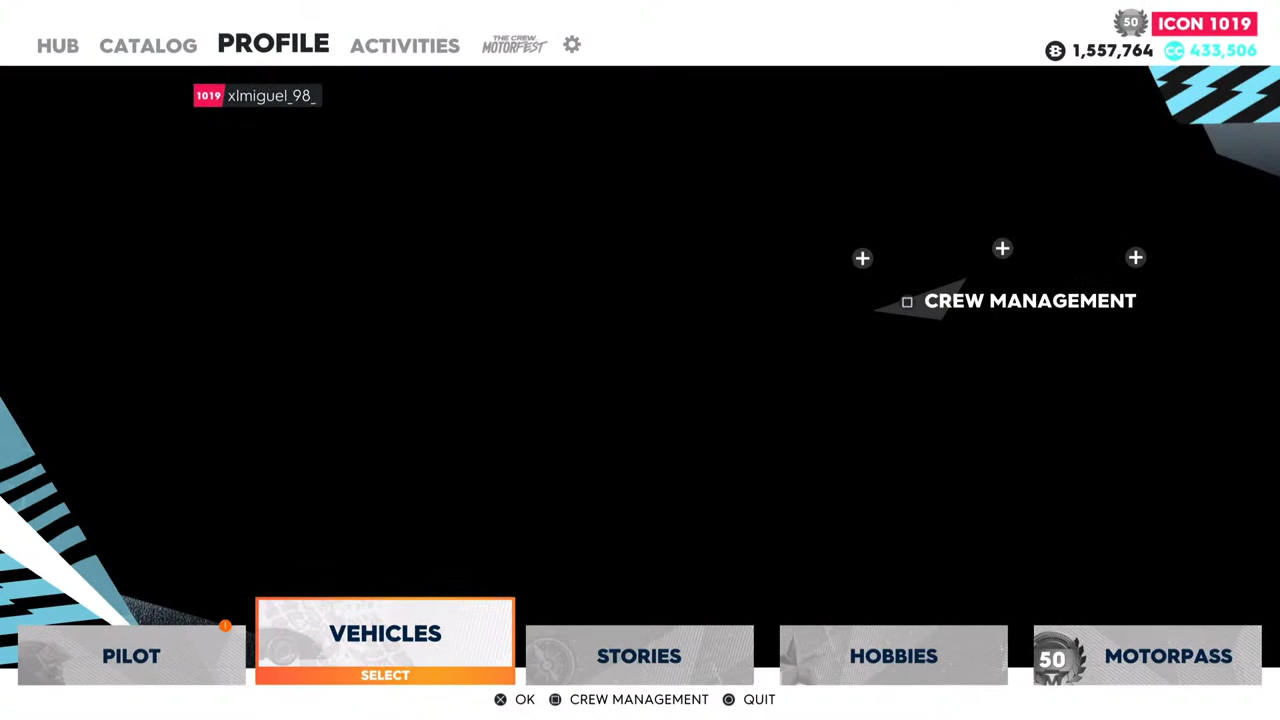 50 ICON 1019
HUB CATALOG PROFILE ACTIVITIES THE CREW MOTORFEST
1,557,764 CC 433,506
1019 xlmiguel_98_
CREW MANAGEMENT
PILOT
VEHICLES
SELECT
STORIES
HOBBIES
50 MOTORPASS
OK CREW MANAGEMENT QUIT